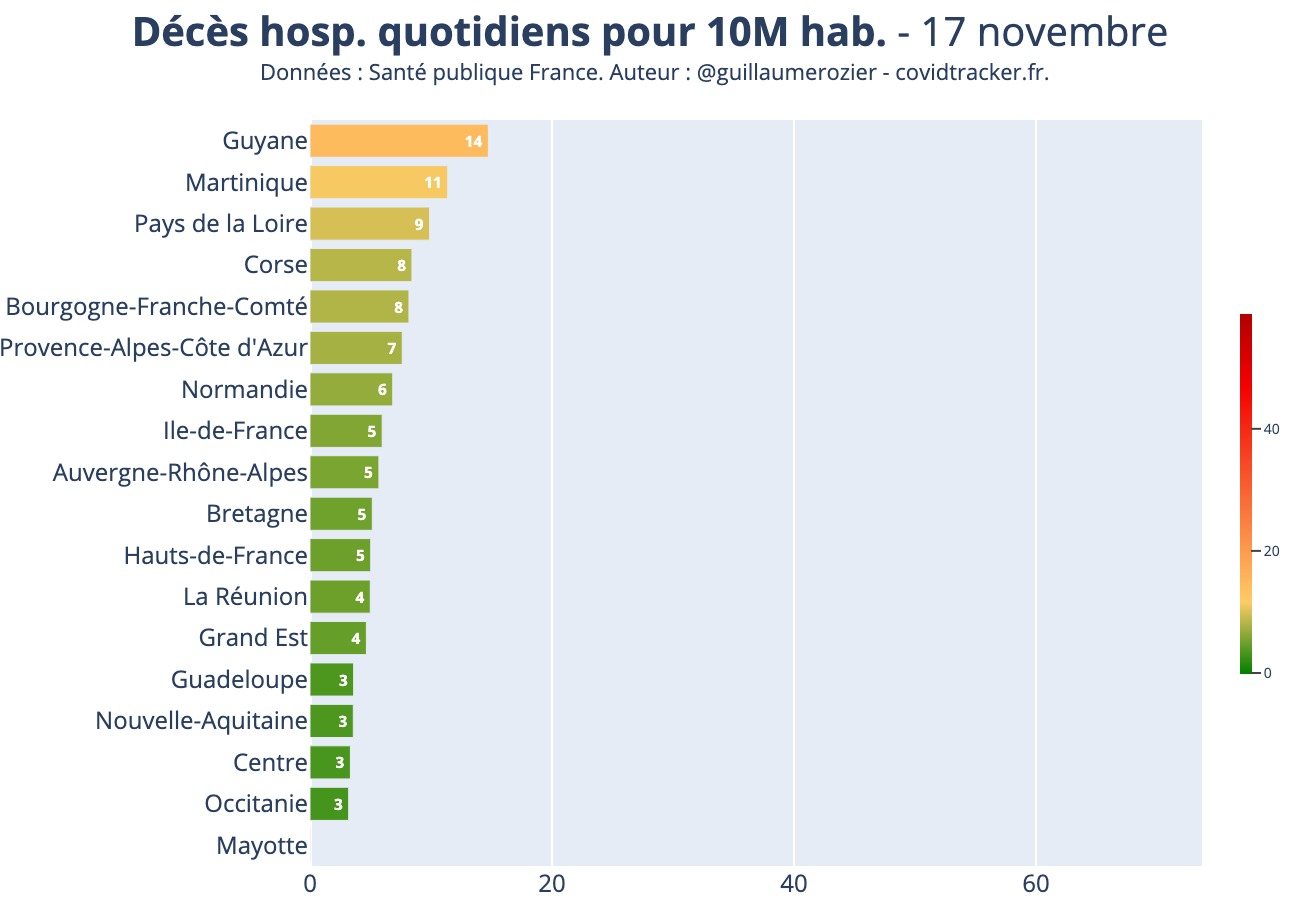 Décès hosp. quotidiens pour 10M hab. - 17 novembre
Données : Santé publique France. Auteur : @guillaumerozier - covidtracker.fr.
Guyane 14
Martinique 11
Pays de la Loire 9
Corse 8
Bourgogne-Franche-Comté 8
Provence-Alpes-Côte d'Azur 7
Normandie 6
Ile-de-France 5
Auvergne-Rhône-Alpes 5
Bretagne 5
Hauts-de-France 5
La Réunion 4
Grand Est 4
Guadeloupe 3
Nouvelle-Aquitaine 3
Centre 3
Occitanie 3
Mayotte
0 20 40 60
40
20
0